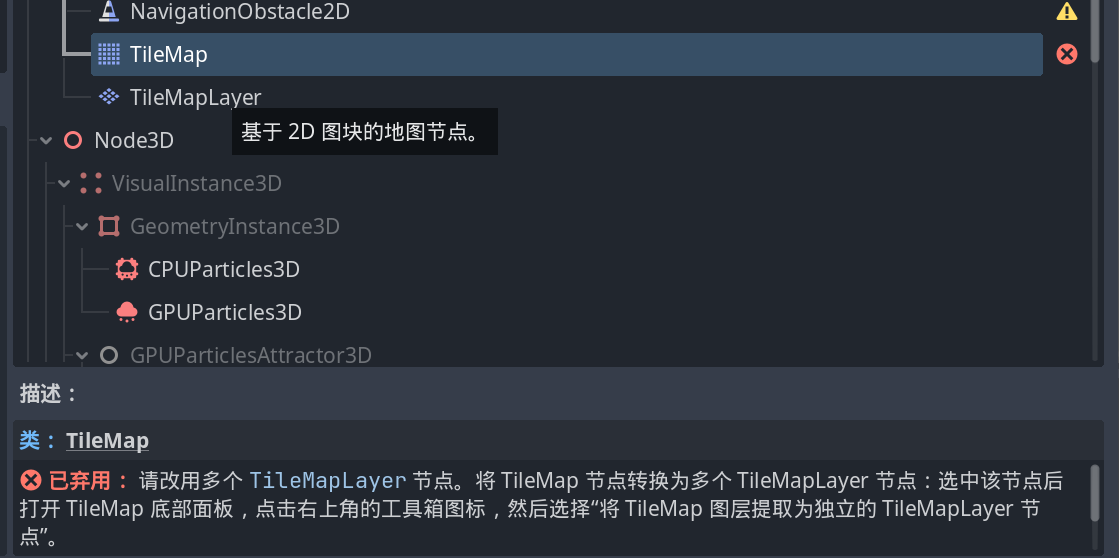 NavigationObstacle2D
TileMap
TileMapLayer
基于 2D 图块的地图节点。
Node3D
VisualInstance3D
GeometryInstance3D
CPUParticles3D
GPUParticles3D
GPUParticlesAttractor3D
描述：
类： TileMap
已弃用： 请改用多个 TileMapLayer 节点。将 TileMap 节点转换为多个 TileMapLayer 节点：选中该节点后
打开 TileMap 底部面板，点击右上角的工具箱图标，然后选择“将 TileMap 图层提取为独立的 TileMapLayer 节
点”。